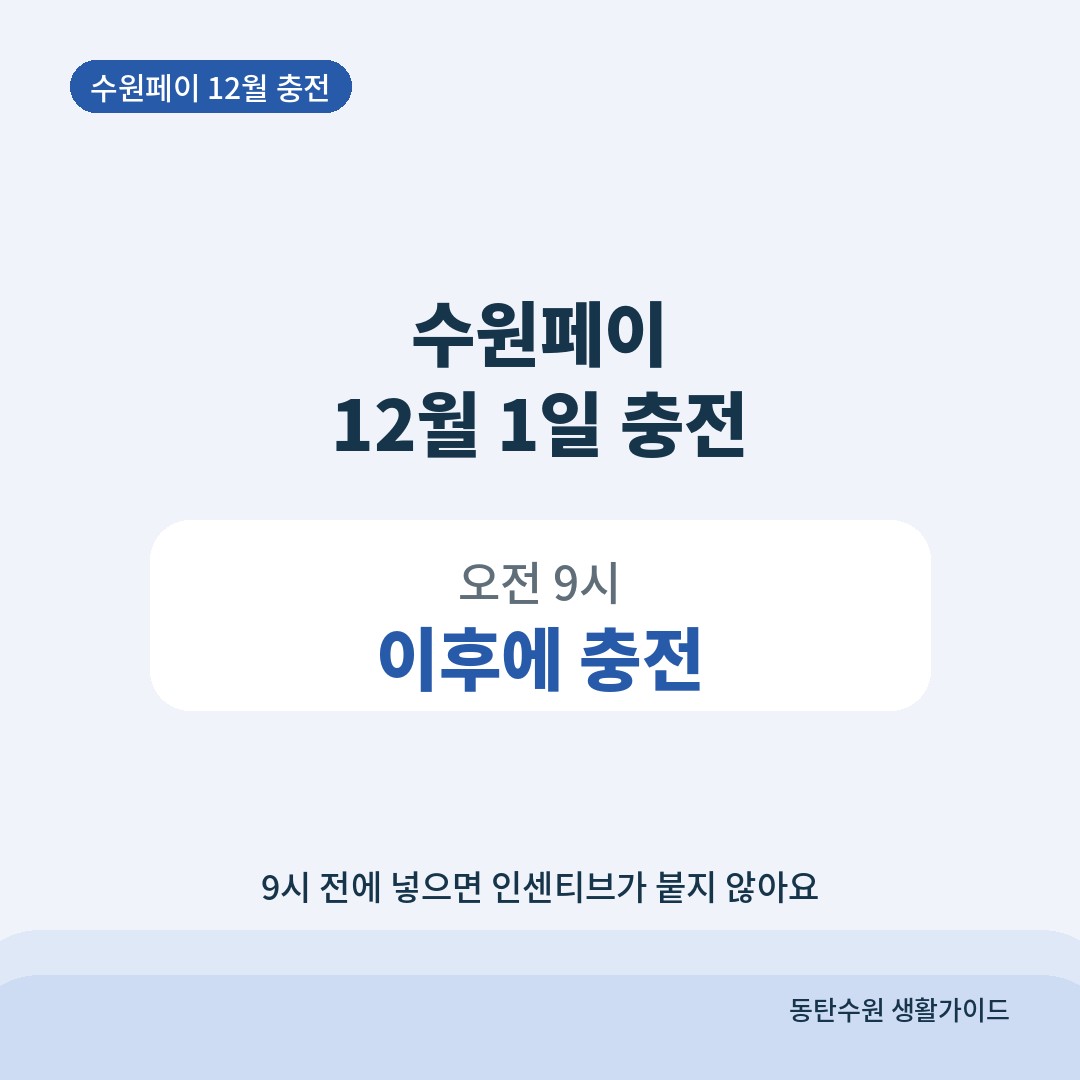 수원페이 12월 충전
수원페이
12월 1일 충전
오전 9시
이후에 충전
9시 전에 넣으면 인센티브가 붙지 않아요
동탄수원 생활가이드